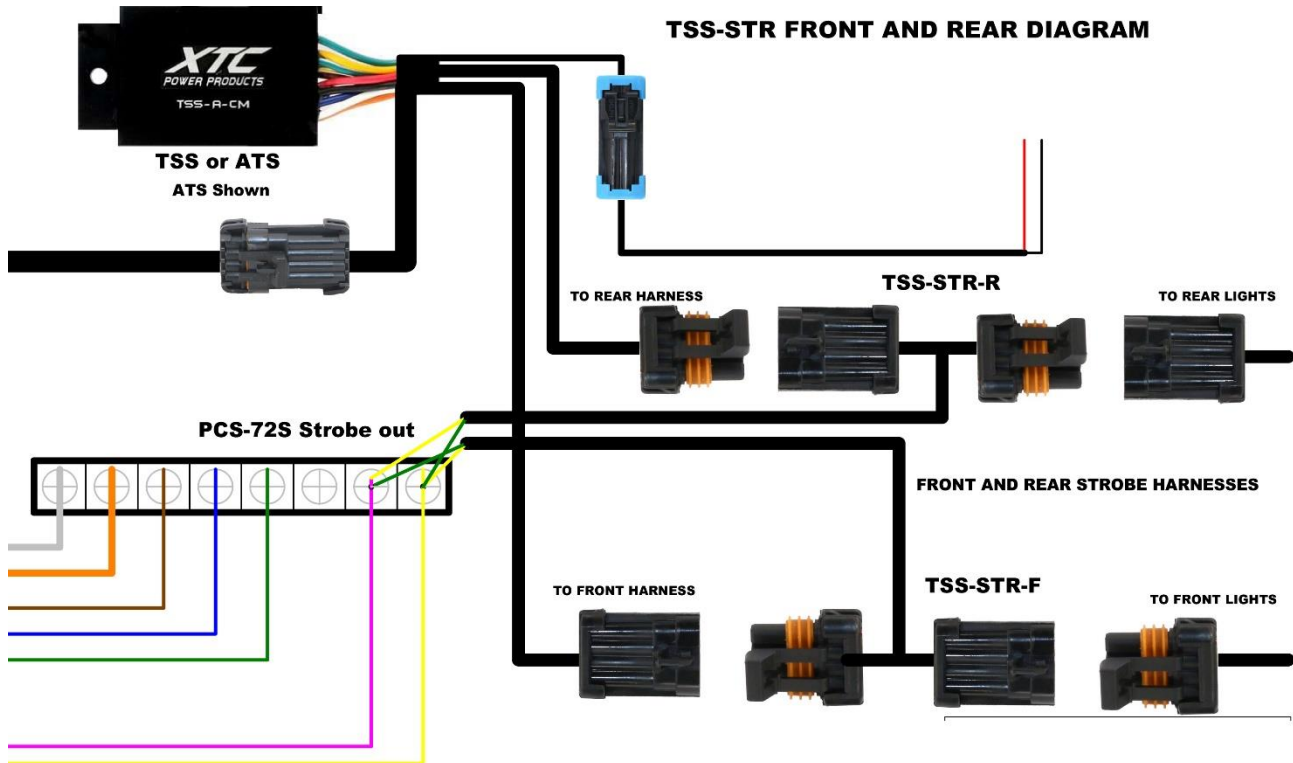 TSS-STR FRONT AND REAR DIAGRAM
XTC
POWER PRODUCTS
TSS-A-CM
TSS or ATS
ATS Shown
TSS-STR-R
TO REAR HARNESS
TO REAR LIGHTS
PCS-72S Strobe out
FRONT AND REAR STROBE HARNESSES
TO FRONT HARNESS
TSS-STR-F
TO FRONT LIGHTS